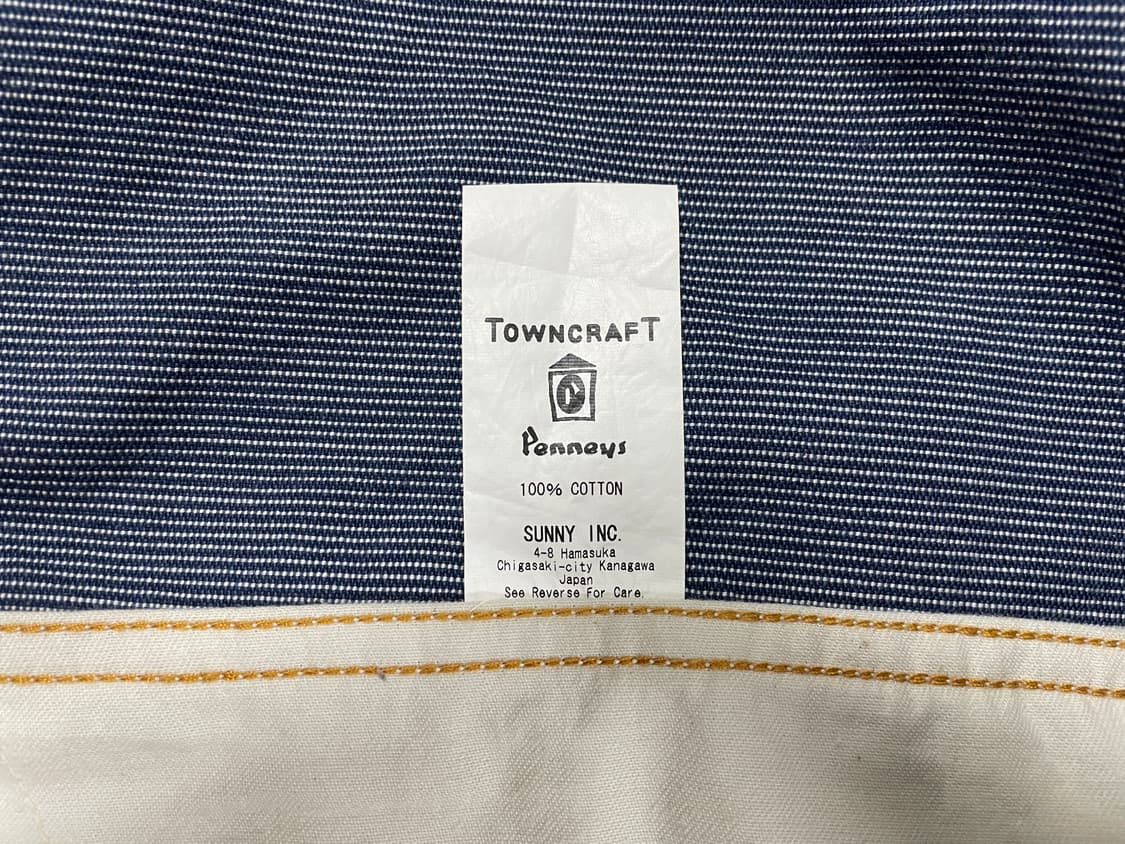 TOWNCRAFT
Penneys
100% COTTON
SUNNY INC.
4-8 Hamasuka
Chigasaki-city Kanagawa
Japan
See Reverse For Care.